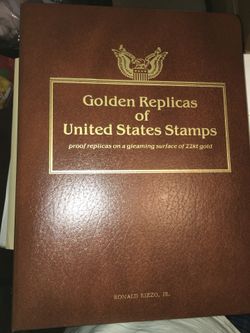 Golden Replicas
of
United States Stamps
proof replicas on a gleaming surface of 22kt gold
RONALD RIZZO, JR.